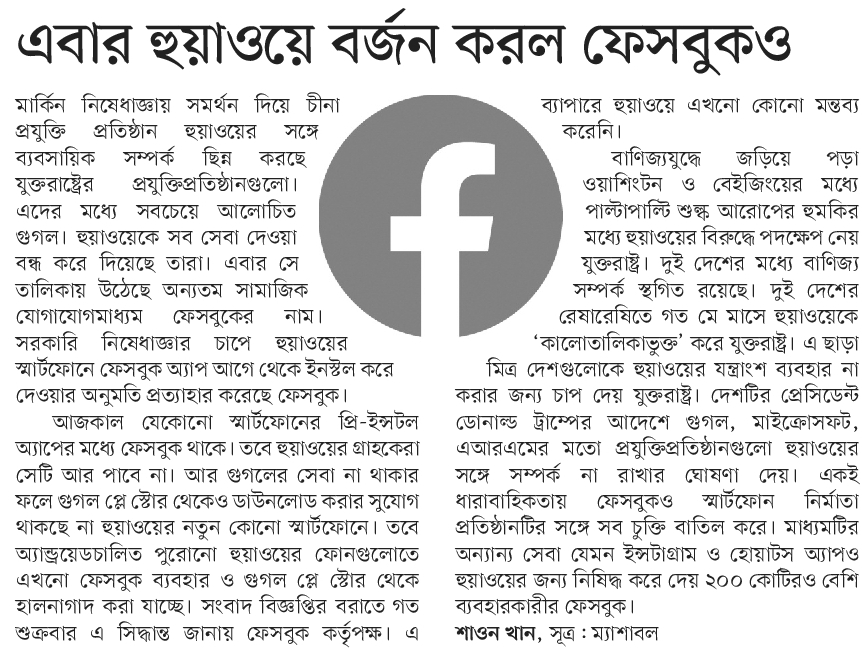 এবার হুয়াওয়ে বর্জন করল ফেসবুকও
মার্কিন নিষেধাজ্ঞায় সমর্থন দিয়ে চীনা
প্রযুক্তি প্রতিষ্ঠান হুয়াওয়ের সঙ্গে
ব্যবসায়িক সম্পর্ক ছিন্ন করছে
যুক্তরাষ্ট্রের প্রযুক্তিপ্রতিষ্ঠানগুলো।
এদের মধ্যে সবচেয়ে আলোচিত
গুগল। হুয়াওয়েকে সব সেবা দেওয়া
বন্ধ করে দিয়েছে তারা। এবার সে
তালিকায় উঠেছে অন্যতম সামাজিক
যোগাযোগমাধ্যম ফেসবুকের নাম।
সরকারি নিষেধাজ্ঞার চাপে হুয়াওয়ের
স্মার্টফোনে ফেসবুক অ্যাপ আগে থেকে ইনস্টল করে
দেওয়ার অনুমতি প্রত্যাহার করেছে ফেসবুক।
আজকাল যেকোনো স্মার্টফোনের প্রি-ইন্সটল
অ্যাপের মধ্যে ফেসবুক থাকে। তবে হুয়াওয়ের গ্রাহকেরা
সেটি আর পাবে না। আর গুগলের সেবা না থাকার
ফলে গুগল প্লে স্টোর থেকেও ডাউনলোড করার সুযোগ
থাকছে না হুয়াওয়ের নতুন কোনো স্মার্টফোনে। তবে
অ্যান্ড্রয়েডচালিত পুরোনো হুয়াওয়ের ফোনগুলোতে
এখনো ফেসবুক ব্যবহার ও গুগল প্লে স্টোর থেকে
হালনাগাদ করা যাচ্ছে। সংবাদ বিজ্ঞপ্তির বরাতে গত
শুক্রবার এ সিদ্ধান্ত জানায় ফেসবুক কর্তৃপক্ষ। এ
ব্যাপারে হুয়াওয়ে এখনো কোনো মন্তব্য
করেনি।
বাণিজ্যযুদ্ধে জড়িয়ে পড়া
ওয়াশিংটন ও বেইজিংয়ের মধ্যে
পাল্টাপাল্টি শুল্ক আরোপের হুমকির
মধ্যে হুয়াওয়ের বিরুদ্ধে পদক্ষেপ নেয়
যুক্তরাষ্ট্র। দুই দেশের মধ্যে বাণিজ্য
সম্পর্ক স্থগিত রয়েছে। দুই দেশের
রেষারেষিতে গত মে মাসে হুয়াওয়েকে
‘কালোতালিকাভুক্ত’ করে যুক্তরাষ্ট্র। এ ছাড়া
মিত্র দেশগুলোকে হুয়াওয়ের যন্ত্রাংশ ব্যবহার না
করার জন্য চাপ দেয় যুক্তরাষ্ট্র। দেশটির প্রেসিডেন্ট
ডোনাল্ড ট্রাম্পের আদেশে গুগল, মাইক্রোসফট,
এআরএমের মতো প্রযুক্তিপ্রতিষ্ঠানগুলো হুয়াওয়ের
সঙ্গে সম্পর্ক না রাখার ঘোষণা দেয়। একই
ধারাবাহিকতায় ফেসবুকও স্মার্টফোন নির্মাতা
প্রতিষ্ঠানটির সঙ্গে সব চুক্তি বাতিল করে। মাধ্যমটির
অন্যান্য সেবা যেমন ইন্সটাগ্রাম ও হোয়াটস অ্যাপও
হুয়াওয়ের জন্য নিষিদ্ধ করে দেয় ২০০ কোটিরও বেশি
ব্যবহারকারীর ফেসবুক।
শাওন খান, সূত্র : ম্যাশাবল